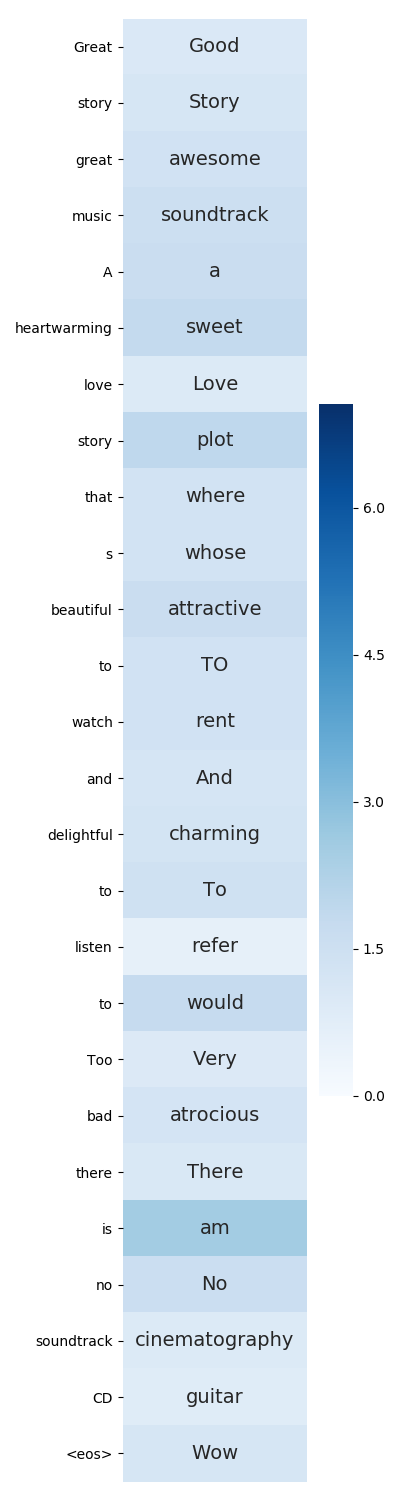 Great Good
story Story
great awesome
music soundtrack
A a
heartwarming sweet
love Love
story plot
that where
s whose
beautiful attractive
to TO
watch rent
and And
delightful charming
to To
listen refer
to would
Too Very
bad atrocious
there There
is am
no No
soundtrack cinematography
CD guitar
<eos> Wow
6.0
4.5
3.0
1.5
0.0